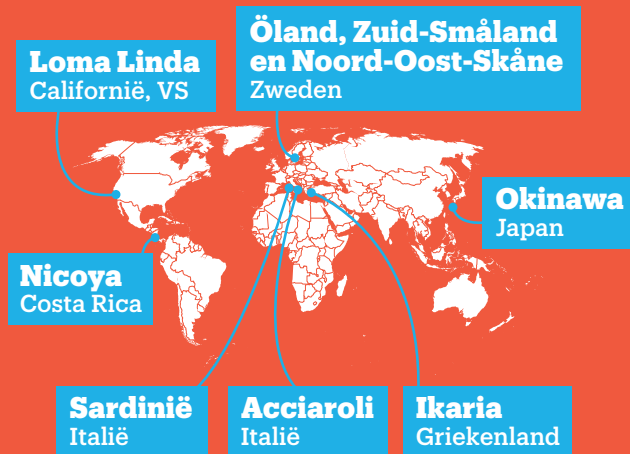 Öland, Zuid-Småland
en Noord-Oost-Skåne
Zweden
Loma Linda
Californië, VS
Okinawa
Japan
Nicoya
Costa Rica
Sardinië
Italië
Acciaroli
Italië
Ikaria
Griekenland